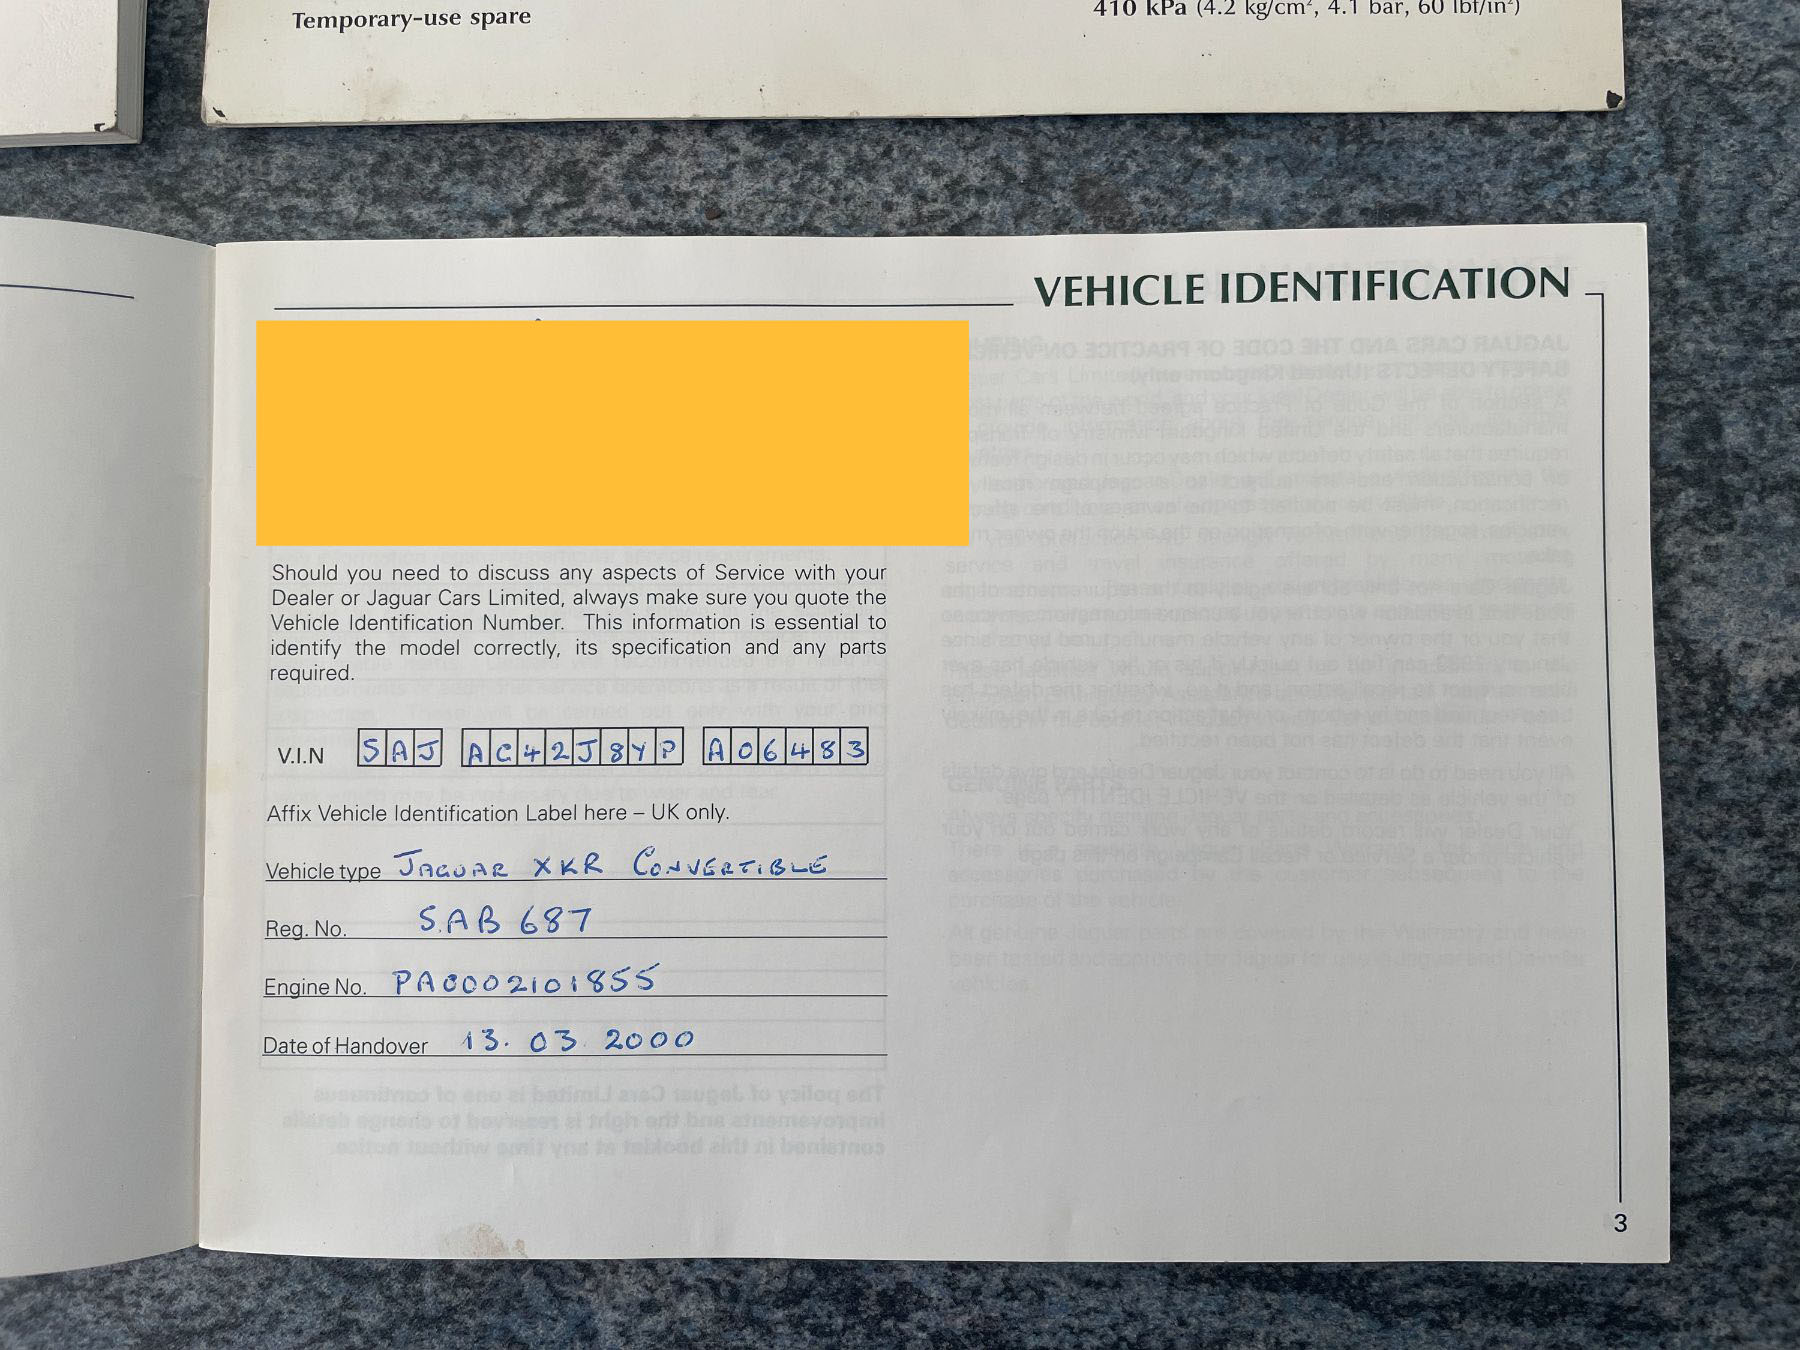 Temporary-use spare 410 kPa (4.2 kg/cm², 4.1 bar, 60 lbf/in²)
VEHICLE IDENTIFICATION
Should you need to discuss any aspects of Service with your
Dealer or Jaguar Cars Limited, always make sure you quote the
Vehicle Identification Number. This information is essential to
identify the model correctly, its specification and any parts
required.
V.I.N SAJ AC42J8YP A06483
Affix Vehicle Identification Label here – UK only.
Vehicle type JAGUAR XKR CONVERTIBLE
Reg. No. SAB 687
Engine No. PA0002101855
Date of Handover 13.03.2000
3